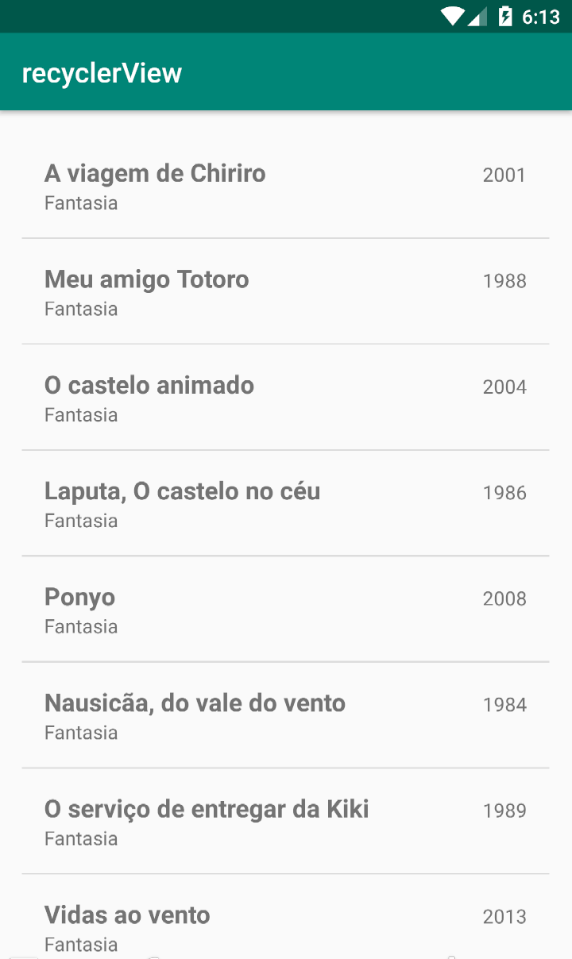 6:13
recyclerView
A viagem de Chiriro 2001
Fantasia
Meu amigo Totoro 1988
Fantasia
O castelo animado 2004
Fantasia
Laputa, O castelo no céu 1986
Fantasia
Ponyo 2008
Fantasia
Nausicãa, do vale do vento 1984
Fantasia
O serviço de entregar da Kiki 1989
Fantasia
Vidas ao vento 2013
Fantasia